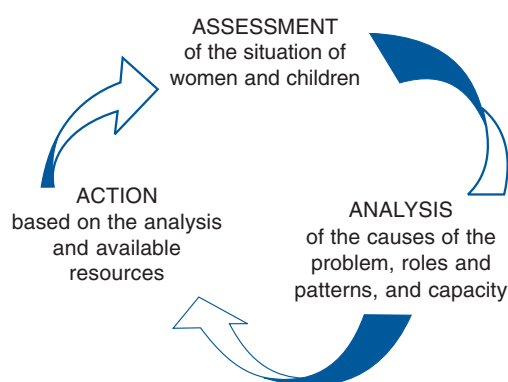 ASSESSMENT
of the situation of
women and children
ANALYSIS
of the causes of the
problem, roles and
patterns, and capacity
ACTION
based on the analysis
and available
resources